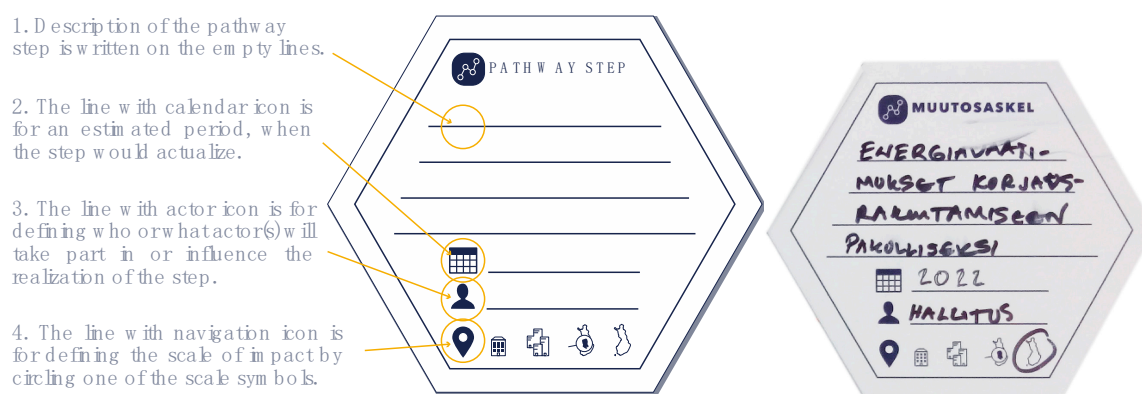 1. Description of the pathway
step is written on the empty lines.
2. The line with calendar icon is
for an estimated period, when
the step would actualize.
3. The line with actor icon is for
defining who or what actor(s) will
take part in or influence the
realization of the step.
4. The line with navigation icon is
for defining the scale of impact by
circling one of the scale symbols.
PATHWAY STEP
MUUTOSASKEL
ENERGIAVAATI-
MUKSET KORJAUS-
RAKENTAMISEEN
PAKOLLISEKSI
2022
HALLITUS